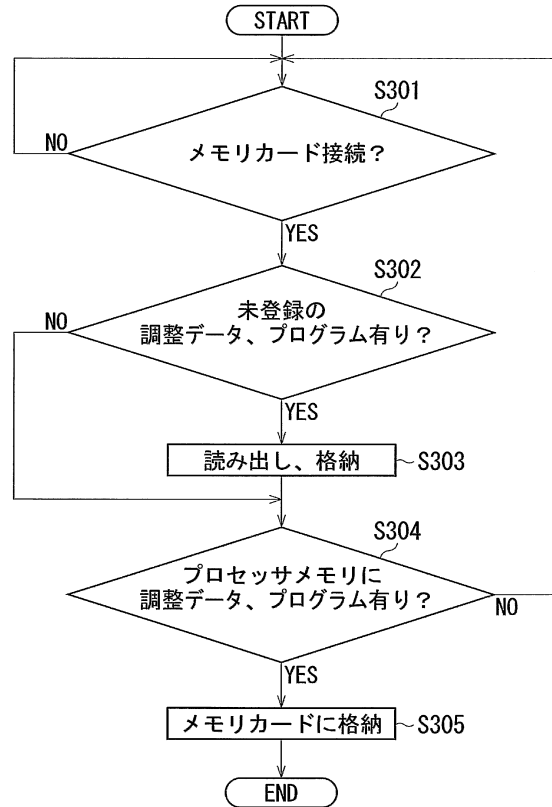 START
S301
メモリカード接続?
NO
YES
S302
未登録の
調整データ、プログラム有り?
NO
YES
読み出し、格納
S303
S304
プロセッサメモリに
調整データ、プログラム有り?
NO
YES
メモリカードに格納
S305
END